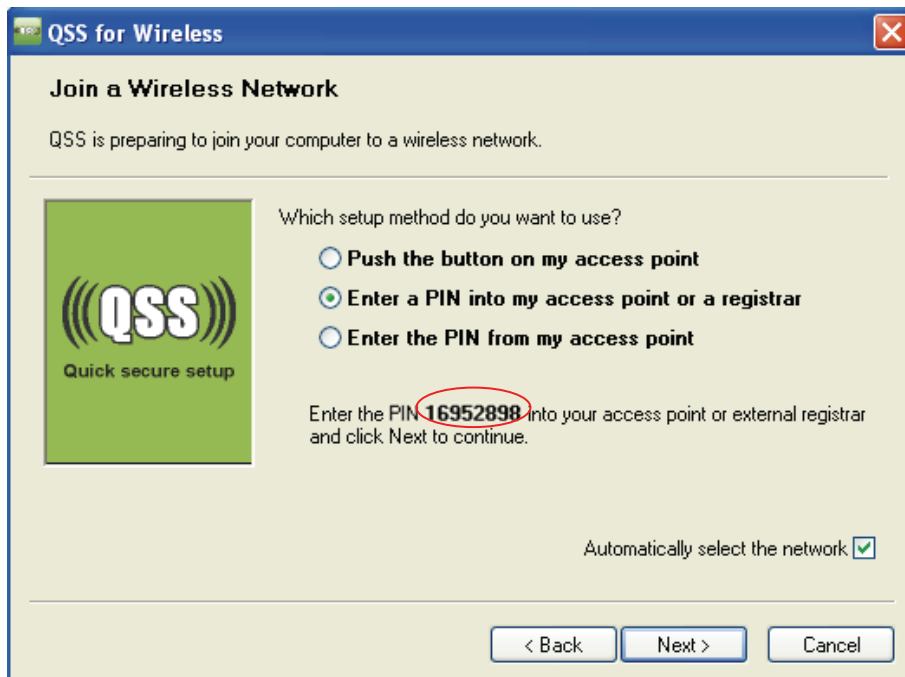 QSS for Wireless
Join a Wireless Network
QSS is preparing to join your computer to a wireless network.
Which setup method do you want to use?
Push the button on my access point
Enter a PIN into my access point or a registrar
Enter the PIN from my access point
(((QSS)))
Quick secure setup
Enter the PIN 16952898 into your access point or external registrar
and click Next to continue.
Automatically select the network
< Back
Next >
Cancel